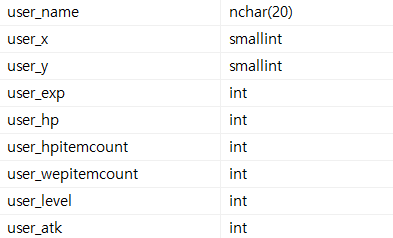 user_name nchar(20)
user_x smallint
user_y smallint
user_exp int
user_hp int
user_hpitemcount int
user_wepitemcount int
user_level int
user_atk int